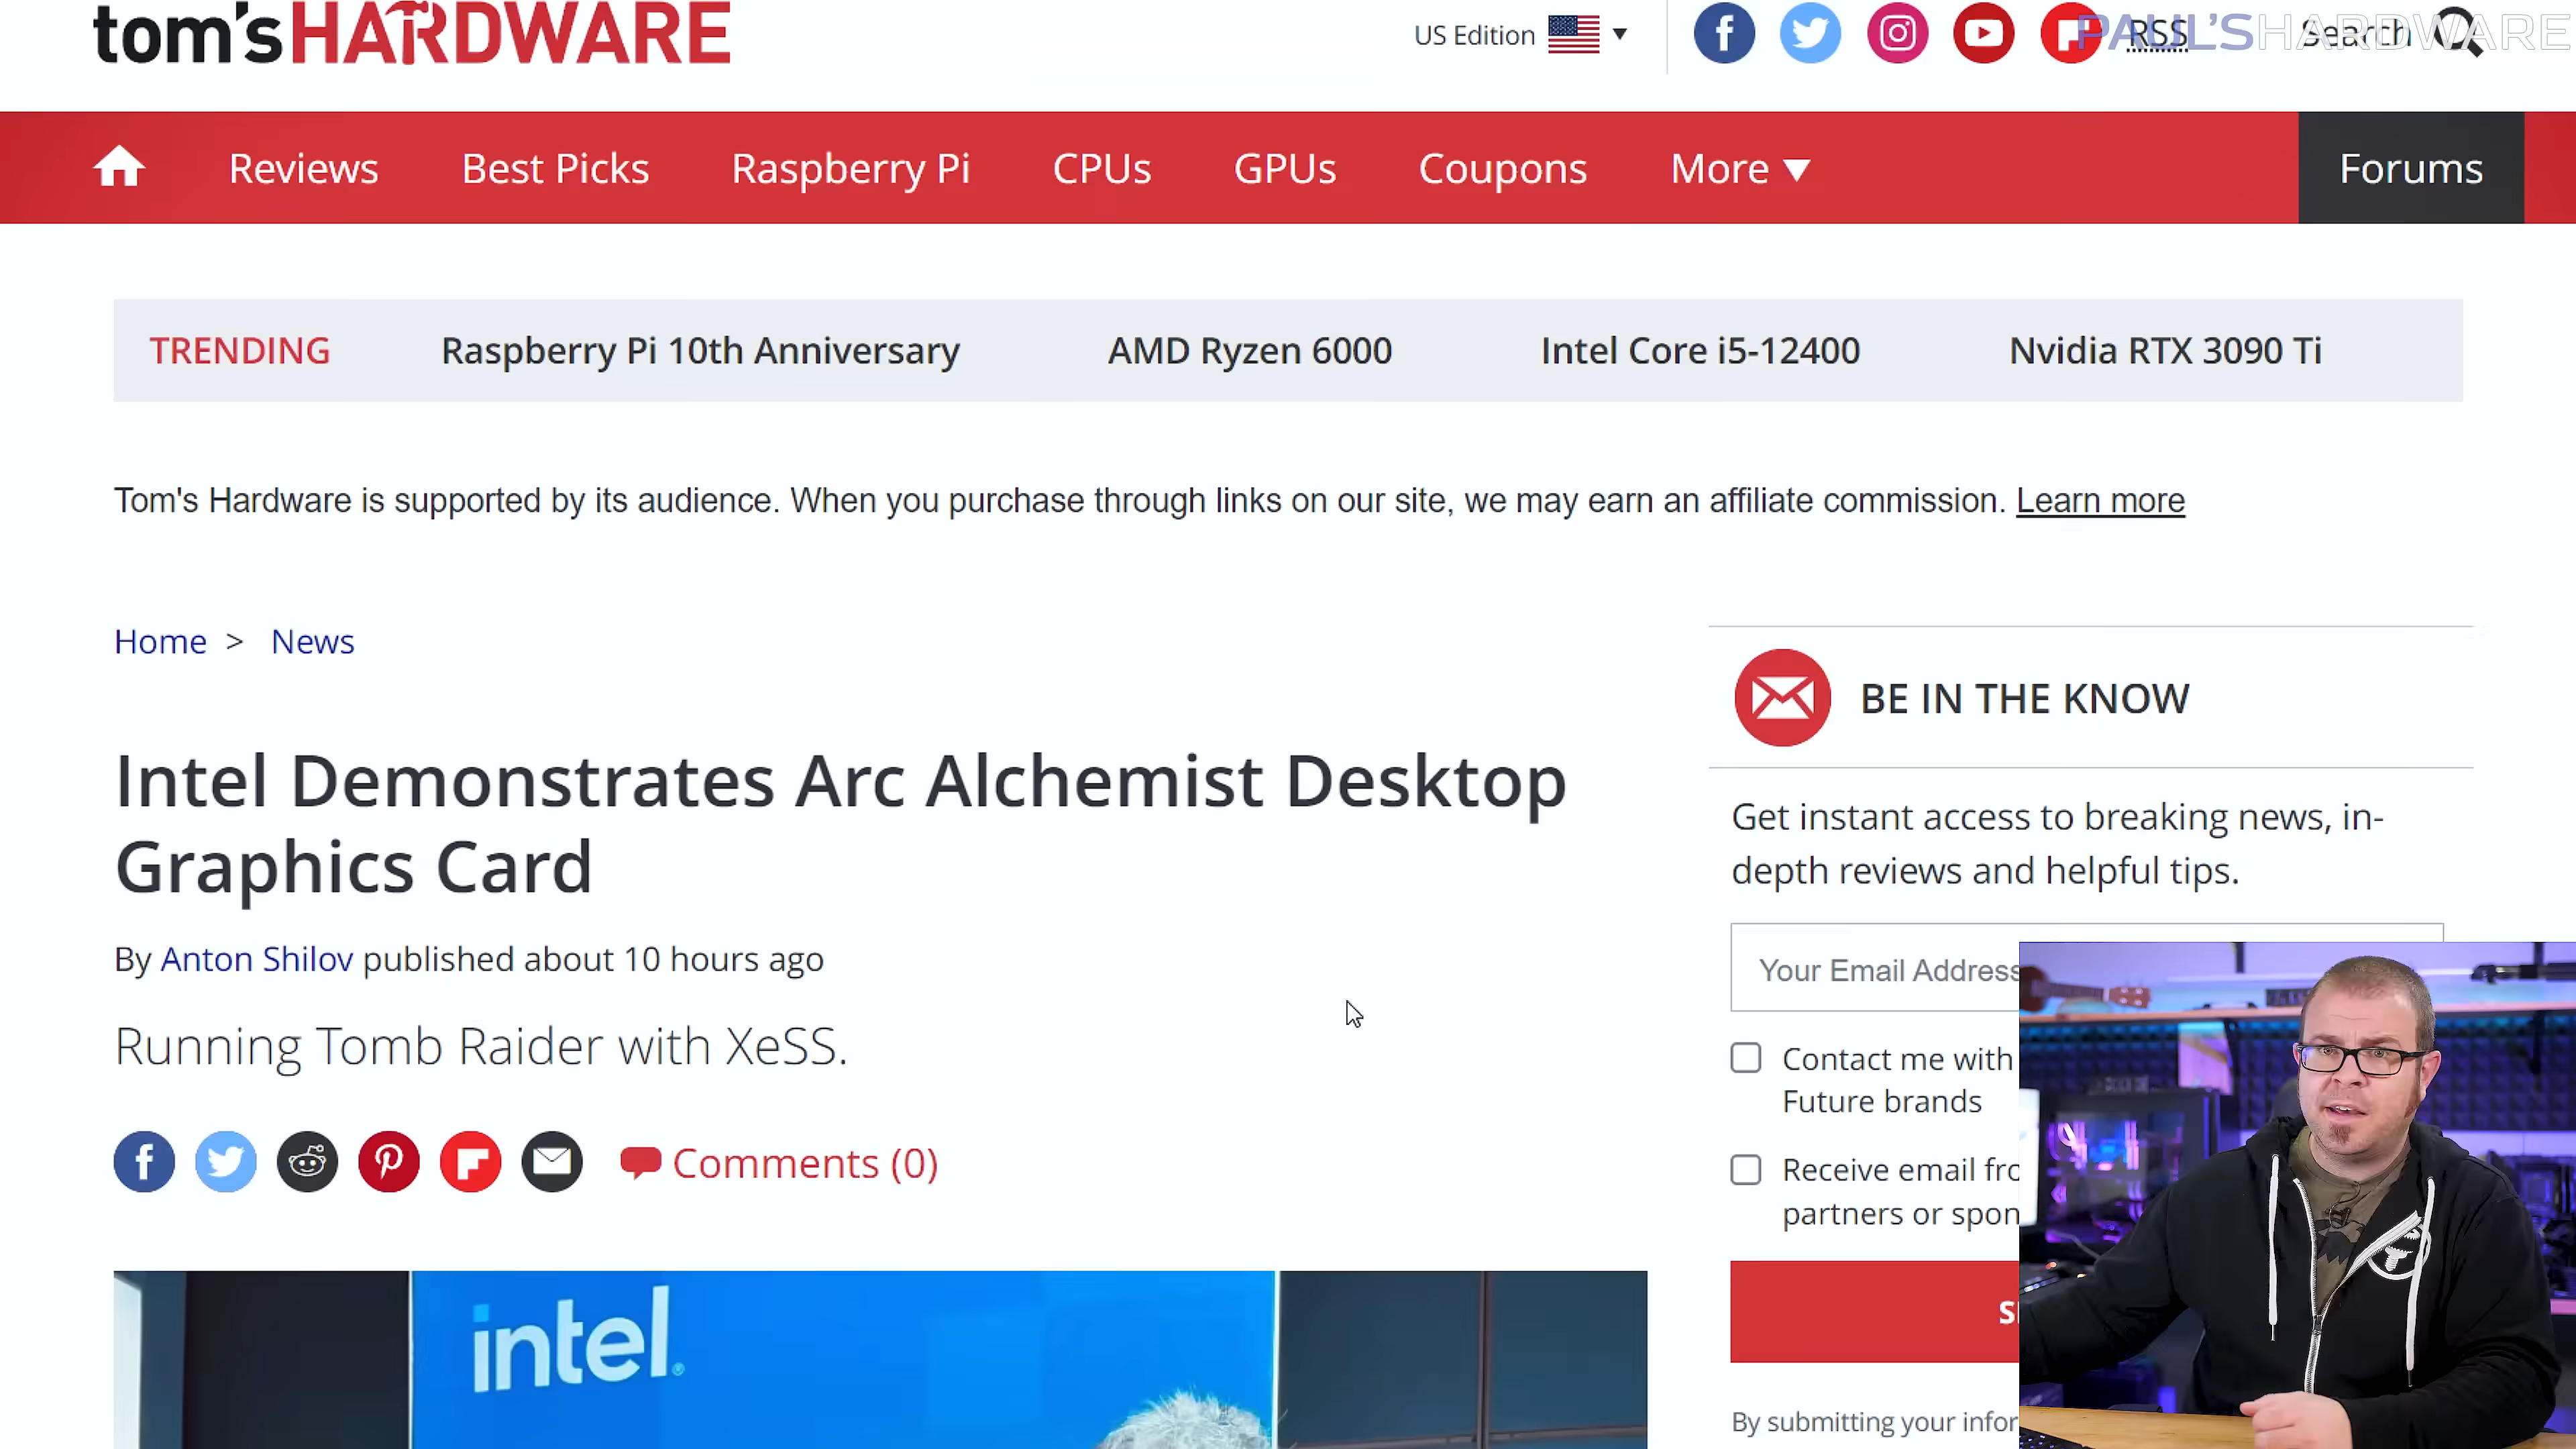 tom'sHARDWARE
US Edition
RSS
Search
PAUL'SHARDWARE
Reviews
Best Picks
Raspberry Pi
CPUs
GPUs
Coupons
More
Forums
TRENDING
Raspberry Pi 10th Anniversary
AMD Ryzen 6000
Intel Core i5-12400
Nvidia RTX 3090 Ti
Tom's Hardware is supported by its audience. When you purchase through links on our site, we may earn an affiliate commission. Learn more
Home > News
Intel Demonstrates Arc Alchemist Desktop
Graphics Card
By Anton Shilov published about 10 hours ago
Running Tomb Raider with XeSS.
Comments (0)
intel.
BE IN THE KNOW
Get instant access to breaking news, in-
depth reviews and helpful tips.
Your Email Address
Contact me with
Future brands
Receive email fro
partners or spon
S
By submitting your infor